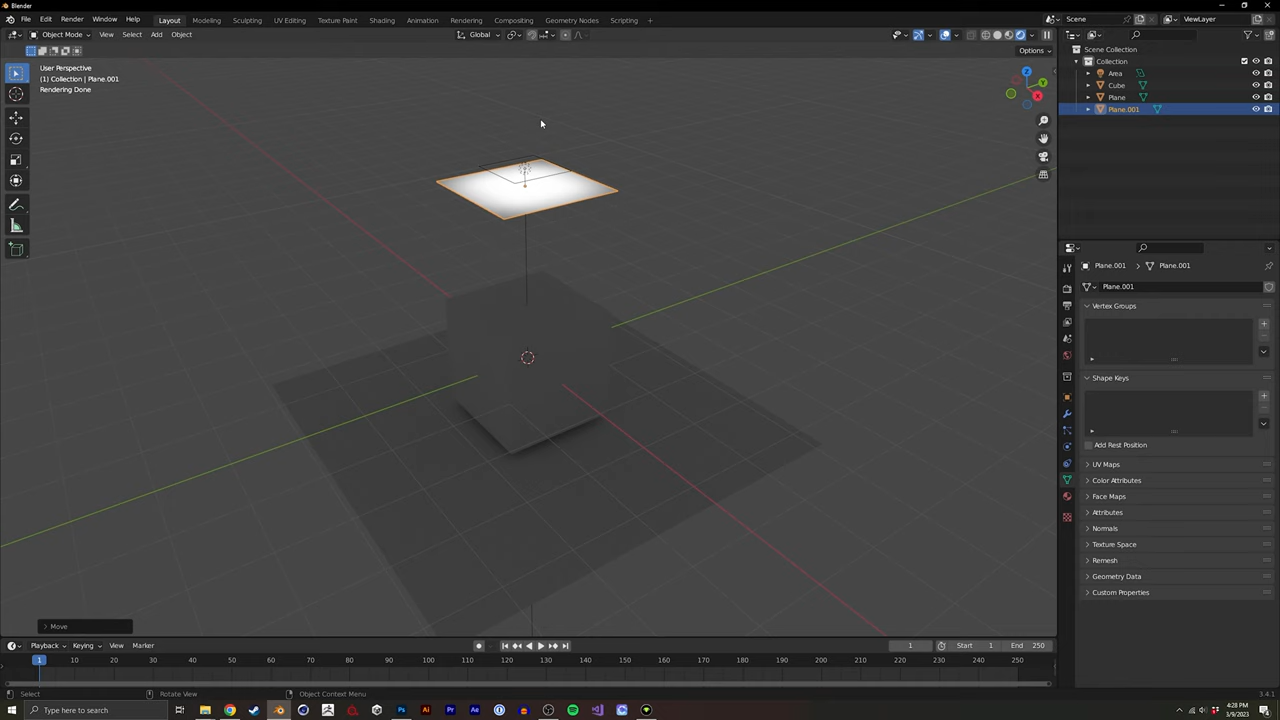 Blender
File Edit Render Window Help Layout Modeling Sculpting UV Editing Texture Paint Shading Animation Rendering Compositing Geometry Nodes Scripting + Scene ViewLayer
Object Mode View Select Add Object Global
Options
User Perspective
(1) Collection | Plane.001
Rendering Done
Z
Y
X
Scene Collection
Collection
Area
Cube
Plane
Plane.001
Plane.001 > Plane.001
Plane.001
Vertex Groups
Shape Keys
Add Rest Position
UV Maps
Color Attributes
Face Maps
Attributes
Normals
Texture Space
Remesh
Geometry Data
Custom Properties
> Move
Playback Keying View Marker 1 Start 1 End 250
1 10 20 30 40 50 60 70 80 90 100 110 120 130 140 150 160 170 180 190 200 210 220 230 240 250
Select Rotate View Object Context Menu 3.4.1
Type here to search Ps Ai Pr Ae 4:28 PM
3/9/2023